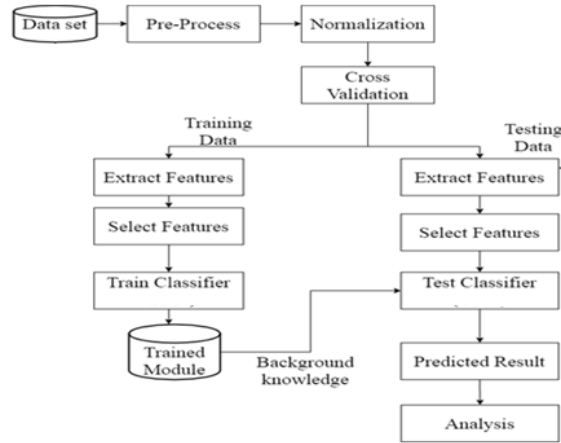 Data set
Pre-Process
Normalization
Cross
Validation
Training
Data
Testing
Data
Extract Features
Extract Features
Select Features
Select Features
Train Classifier
Test Classifier
Trained
Module
Background
knowledge
Predicted Result
Analysis